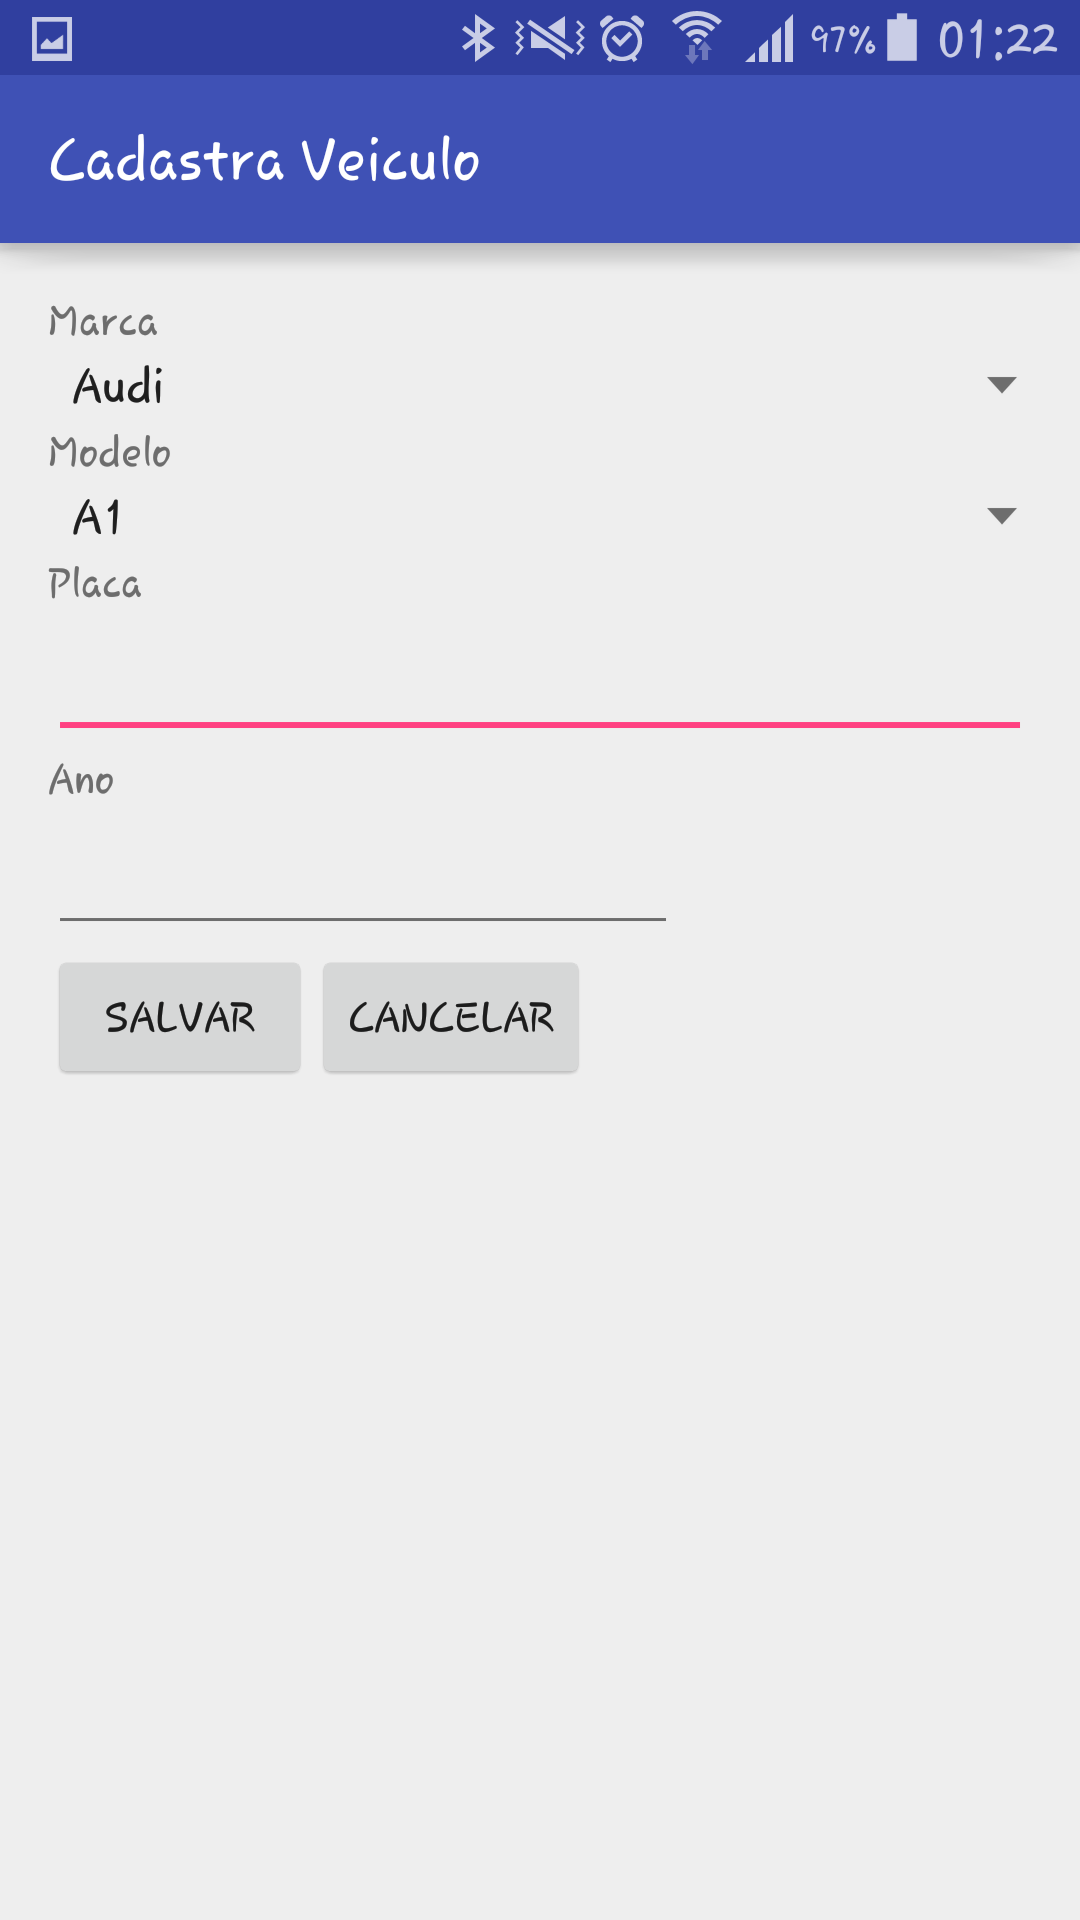 97% 01:22
Cadastra Veiculo
Marca
Audi
Modelo
A1
Placa
Ano
SALVAR CANCELAR